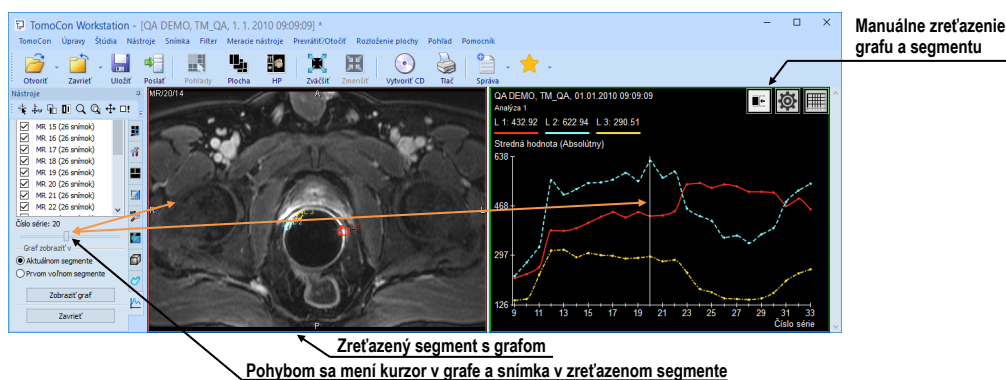 TomoCon Workstation - [QA DEMO, TM_QA, 1. 1. 2010 09:09:09] *
TomoCon Úpravy Štúdia Nástroje Snímka Filter Meracie nástroje Prevrátiť/Otočiť Rozloženie plochy Pohľad Pomocník
Otvoriť Zavrieť Uložiť Poslať Pohľady Plocha HP Zväčšiť Zmenšiť Vytvoriť CD Tlač Správa
Manuálne zreťazenie
grafu a segmentu
Nástroje
MR 15 (26 snímok)
MR 16 (26 snímok)
MR 17 (26 snímok)
MR 18 (26 snímok)
MR 19 (26 snímok)
MR 20 (26 snímok)
MR 21 (26 snímok)
MR 22 (26 snímok)
Číslo série: 20
Graf zobraziť v
Aktuálnom segmente
Prvom voľnom segmente
Zobraziť graf
Zavrieť
MR/20/14
A
R
L
P
QA DEMO, TM_QA, 01.01.2010 09:09:09
Analýza 1
L 1: 432.92 L 2: 622.94 L 3: 290.51
Stredná hodnota (Absolútny)
638
468
297
126
9 11 13 15 17 19 21 23 25 27 29 31 33
Číslo série
Zreťazený segment s grafom
Pohybom sa mení kurzor v grafe a snímka v zreťazenom segmente